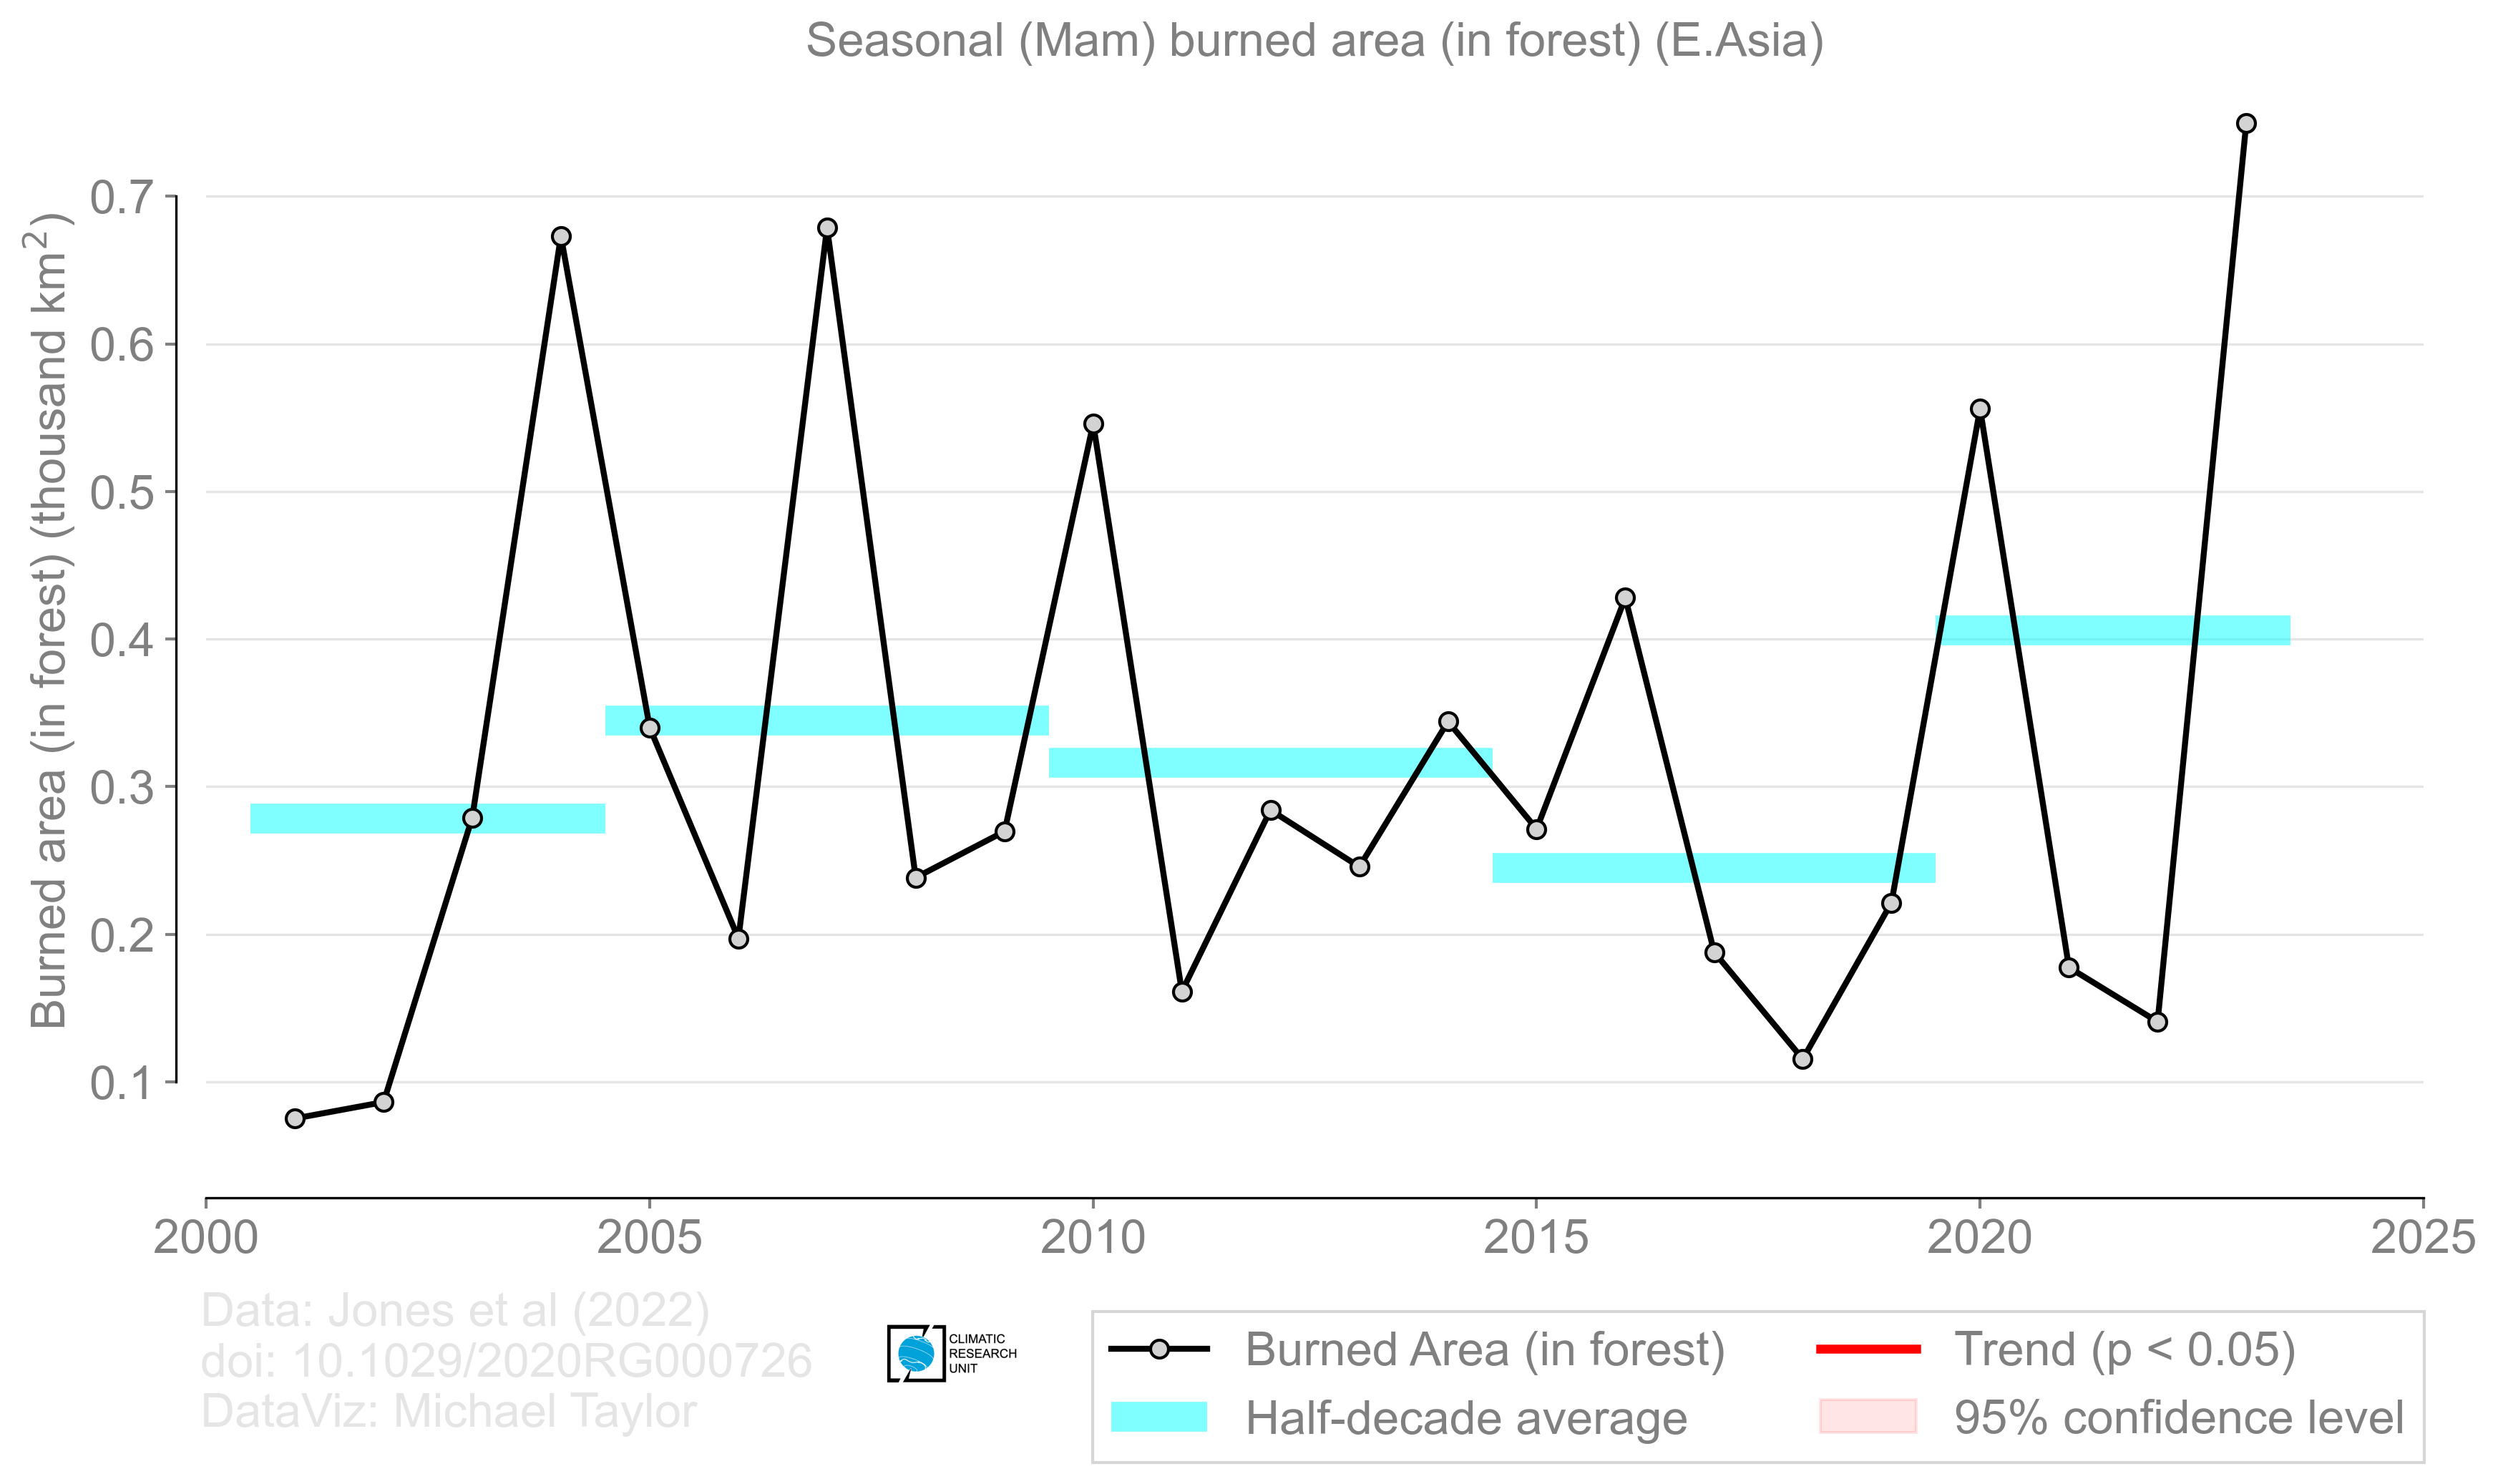 Seasonal (Mam) burned area (in forest) (E.Asia)
Burned area (in forest) (thousand km²)
0.7
0.6
0.5
0.4
0.3
0.2
0.1
2000 2005 2010 2015 2020 2025
Data: Jones et al (2022)
doi: 10.1029/2020RG000726
DataViz: Michael Taylor
CLIMATIC
RESEARCH
UNIT
Burned Area (in forest)
Half-decade average
Trend (p < 0.05)
95% confidence level